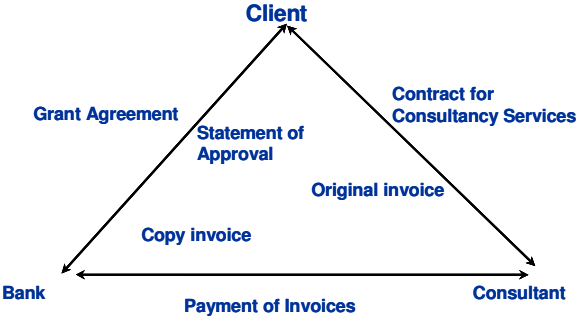 Client
Grant Agreement
Contract for
Consultancy Services
Statement of
Approval
Original invoice
Copy invoice
Bank
Consultant
Payment of Invoices